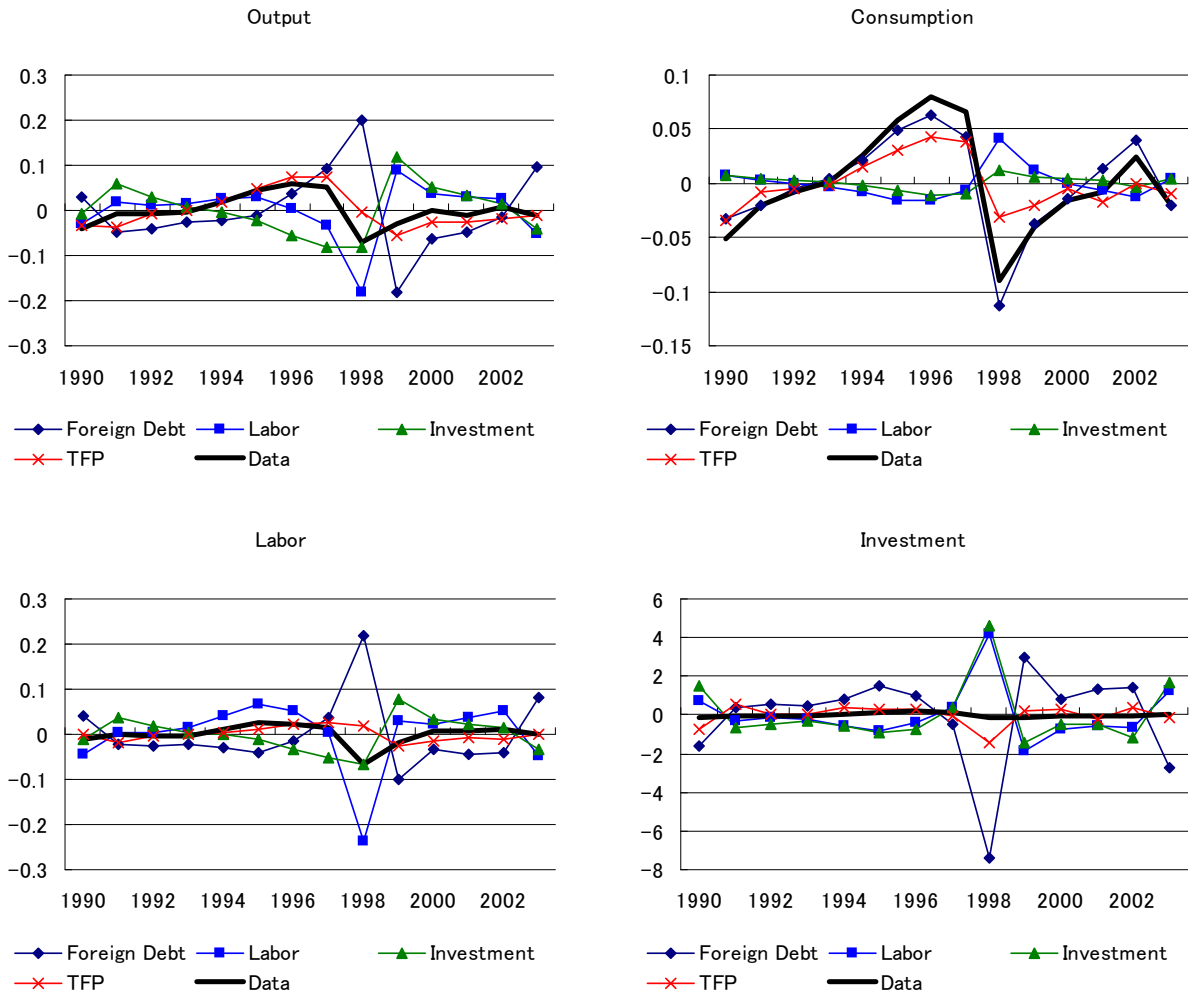 Output
0.3
0.2
0.1
0
−0.1
−0.2
−0.3
1990 1992 1994 1996 1998 2000 2002
Foreign Debt Labor Investment
TFP Data
Consumption
0.1
0.05
0
−0.05
−0.1
−0.15
1990 1992 1994 1996 1998 2000 2002
Foreign Debt Labor Investment
TFP Data
Labor
0.3
0.2
0.1
0
−0.1
−0.2
−0.3
1990 1992 1994 1996 1998 2000 2002
Foreign Debt Labor Investment
TFP Data
Investment
6
4
2
0
−2
−4
−6
−8
1990 1992 1994 1996 1998 2000 2002
Foreign Debt Labor Investment
TFP Data